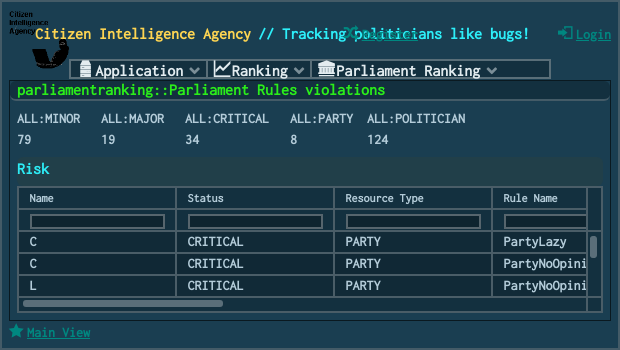 Citizen
Intelligence
Agency
Citizen Intelligence Agency // Tracking politicians like bugs!
Login
Application Ranking Parliament Ranking
parliamentranking::Parliament Rules violations
ALL:MINOR ALL:MAJOR ALL:CRITICAL ALL:PARTY ALL:POLITICIAN
79 19 34 8 124
Risk
Name Status Resource Type Rule Name
C CRITICAL PARTY PartyLazy
C CRITICAL PARTY PartyNoOpini
L CRITICAL PARTY PartyNoOpini
Main View